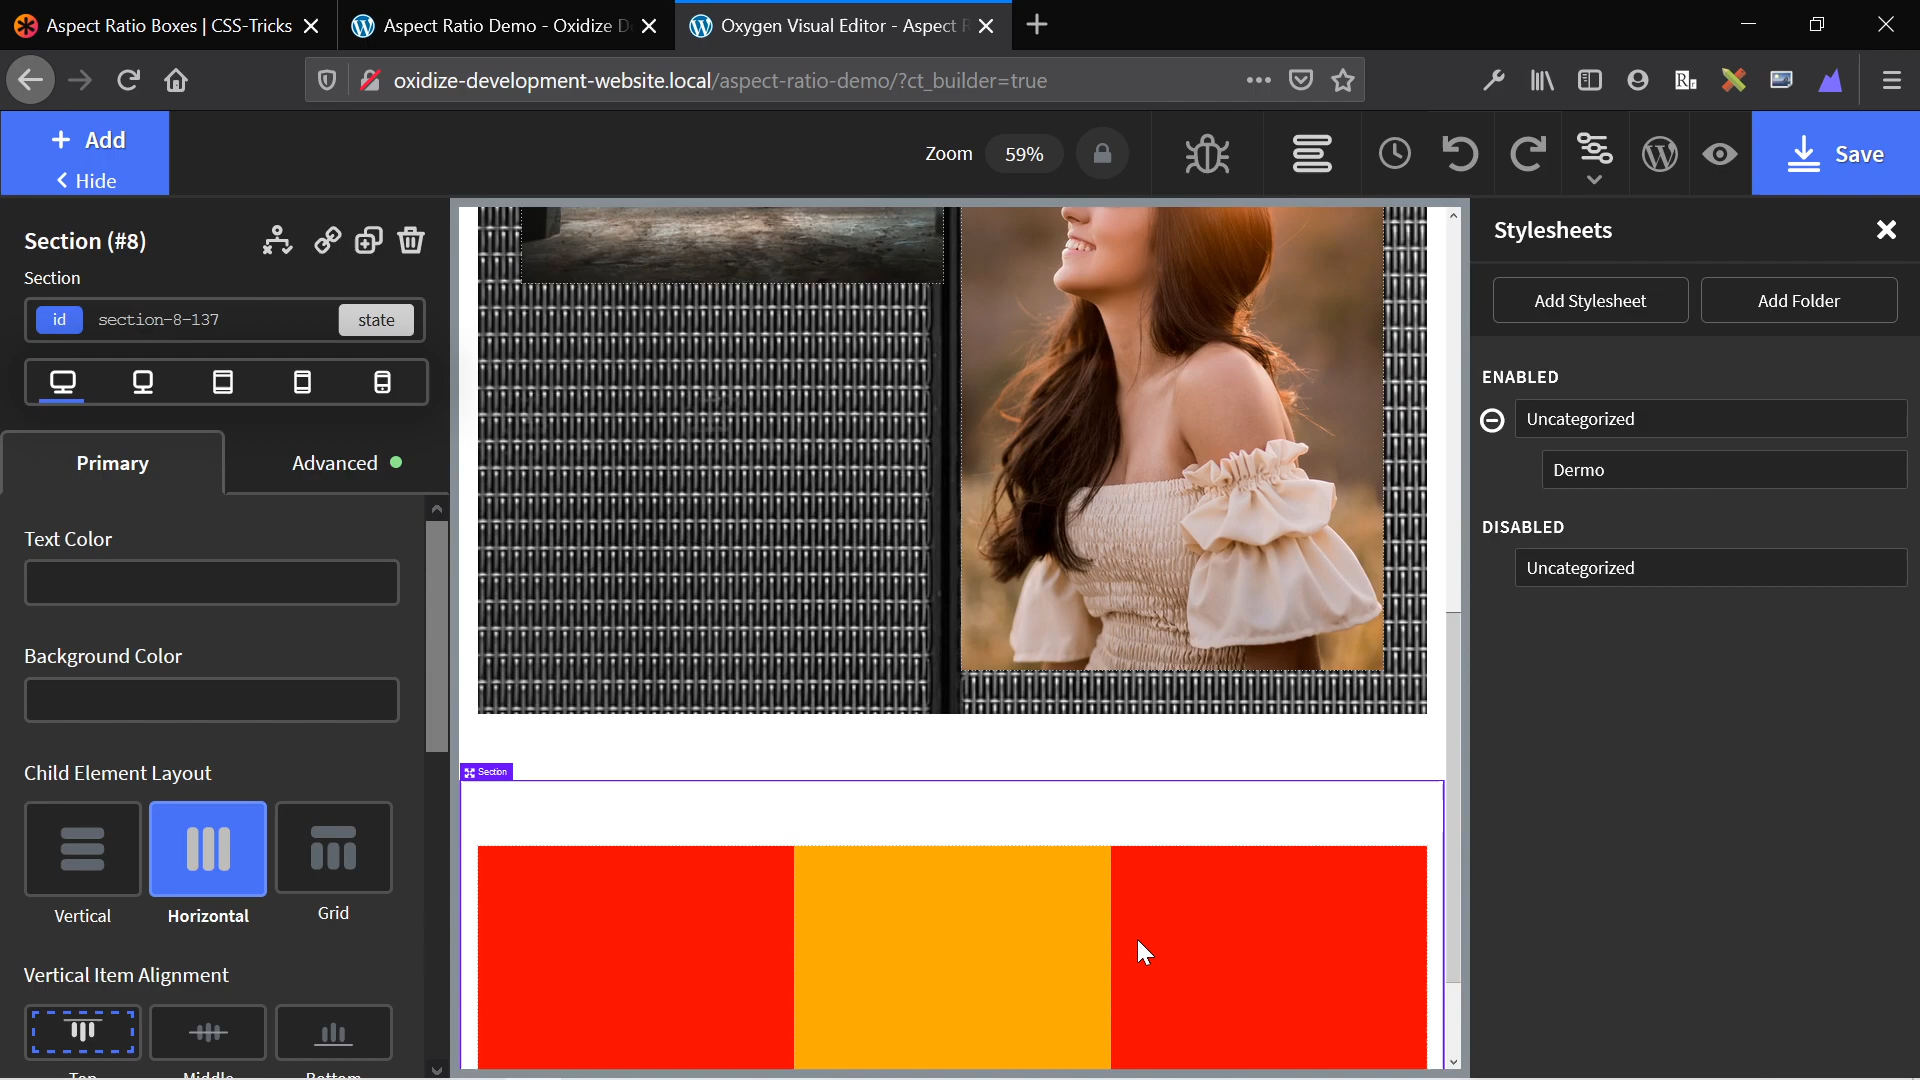 Aspect Ratio Boxes | CSS-Tricks
Aspect Ratio Demo - Oxidize D
Oxygen Visual Editor - Aspect R
oxidize-development-website.local/aspect-ratio-demo/?ct_builder=true
+ Add
< Hide
Zoom
59%
Save
Section (#8)
Section
id
section-8-137
state
Primary
Advanced
Text Color
Background Color
Child Element Layout
Vertical
Horizontal
Grid
Vertical Item Alignment
Top
Middle
Bottom
Section
Stylesheets
Add Stylesheet
Add Folder
ENABLED
Uncategorized
Dermo
DISABLED
Uncategorized